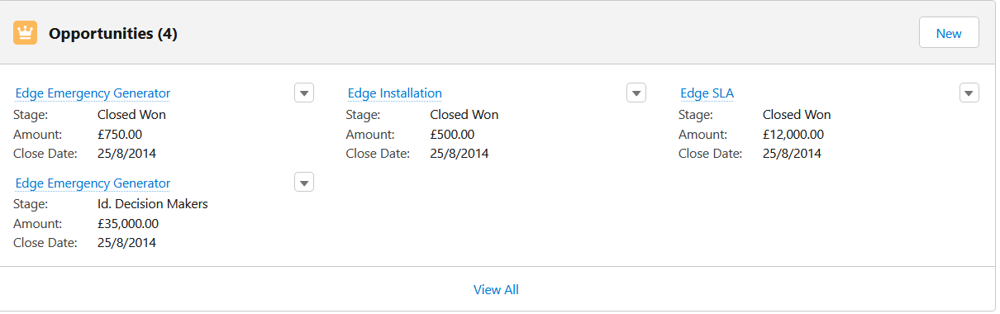 Opportunities (4)
New
Edge Emergency Generator
Stage: Closed Won
Amount: £750.00
Close Date: 25/8/2014
Edge Installation
Stage: Closed Won
Amount: £500.00
Close Date: 25/8/2014
Edge SLA
Stage: Closed Won
Amount: £12,000.00
Close Date: 25/8/2014
Edge Emergency Generator
Stage: Id. Decision Makers
Amount: £35,000.00
Close Date: 25/8/2014
View All